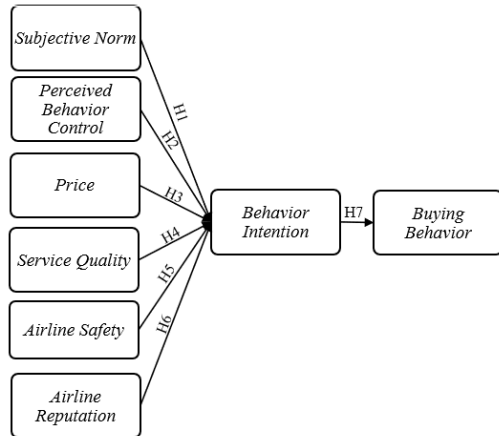 Subjective Norm
Perceived
Behavior
Control
Price
Service Quality
Airline Safety
Airline
Reputation
H1
H2
H3
H4
H5
H6
Behavior
Intention
H7
Buying
Behavior